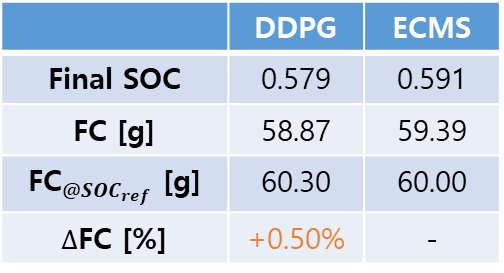 DDPG ECMS
Final SOC 0.579 0.591
FC [g] 58.87 59.39
FC@SOCref [g] 60.30 60.00
ΔFC [%] +0.50% -